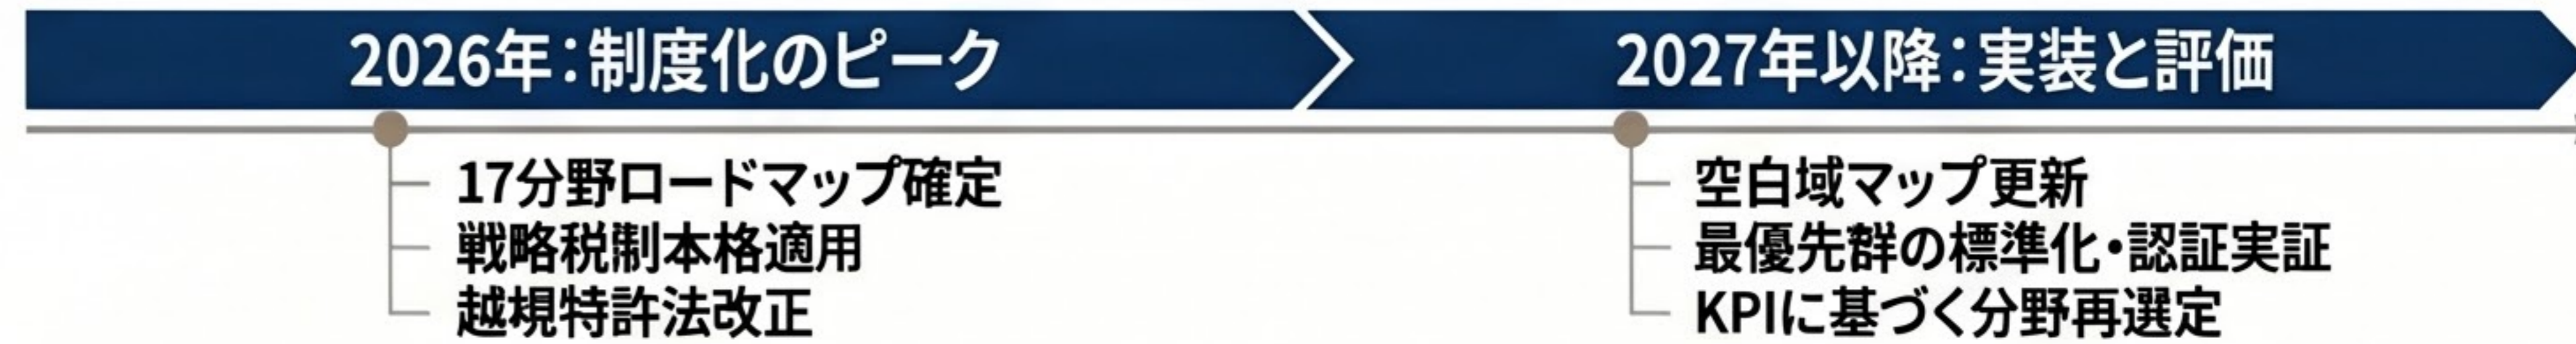 2026年：制度化のピーク
17分野ロードマップ確定
戦略税制本格適用
特許法改正
2027年以降：実装と評価
空白域マップ更新
最優先群の標準化・認証実証
KPIに基づく分野再選定